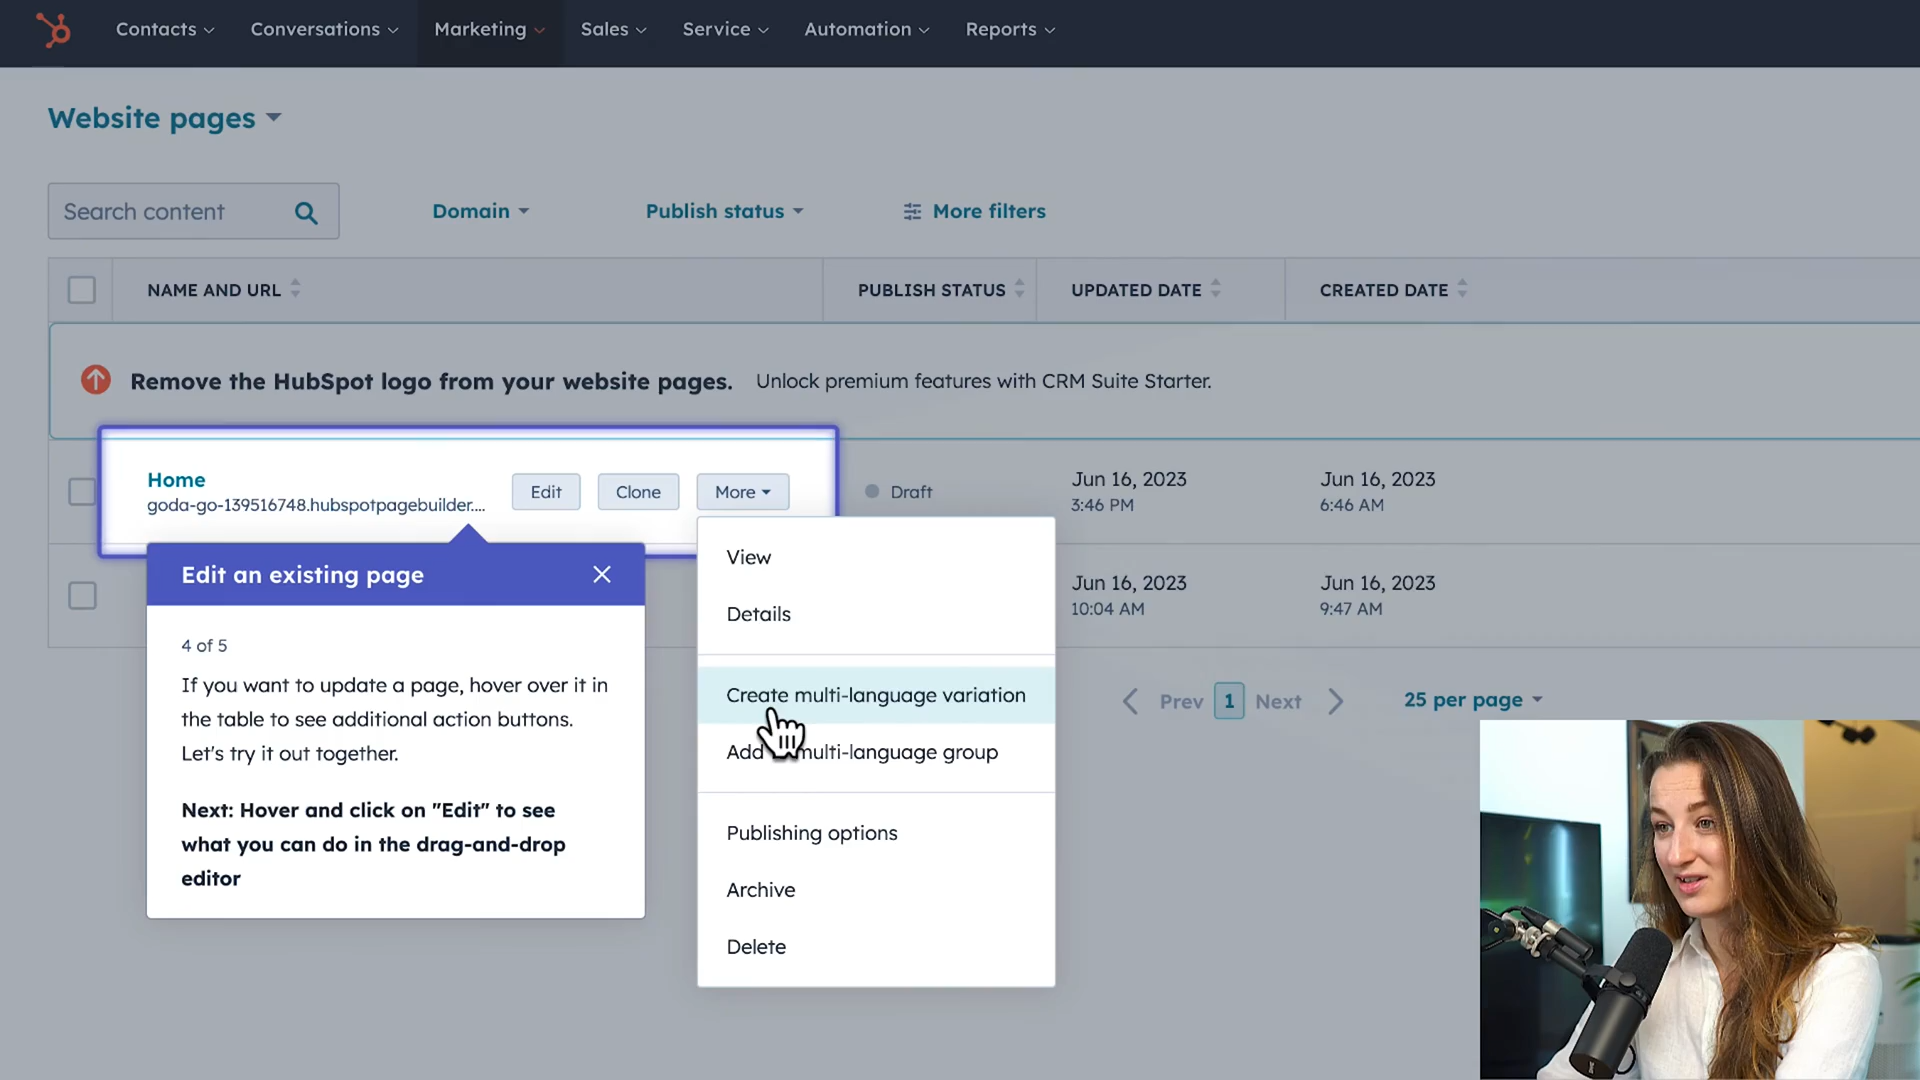 Contacts
Conversations
Marketing
Sales
Service
Automation
Reports
Website pages
Search content
Domain
Publish status
More filters
NAME AND URL
PUBLISH STATUS
UPDATED DATE
CREATED DATE
Remove the HubSpot logo from your website pages. Unlock premium features with CRM Suite Starter.
Home
goda-go-139516748.hubspotpagebuilder....
Edit
Clone
More
Draft
Jun 16, 2023
3:46 PM
Jun 16, 2023
6:46 AM
View
Details
Create multi-language variation
Add multi-language group
Publishing options
Archive
Delete
Edit an existing page
4 of 5
If you want to update a page, hover over it in
the table to see additional action buttons.
Let's try it out together.
Next: Hover and click on "Edit" to see
what you can do in the drag-and-drop
editor
Jun 16, 2023
10:04 AM
Jun 16, 2023
9:47 AM
Prev
1
Next
25 per page